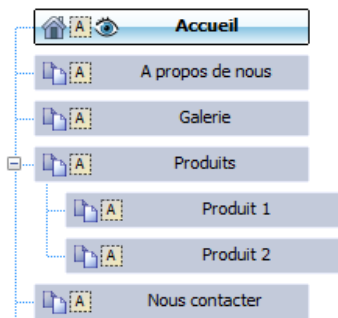 A Accueil
A A propos de nous
A Galerie
A Produits
A Produit 1
A Produit 2
A Nous contacter